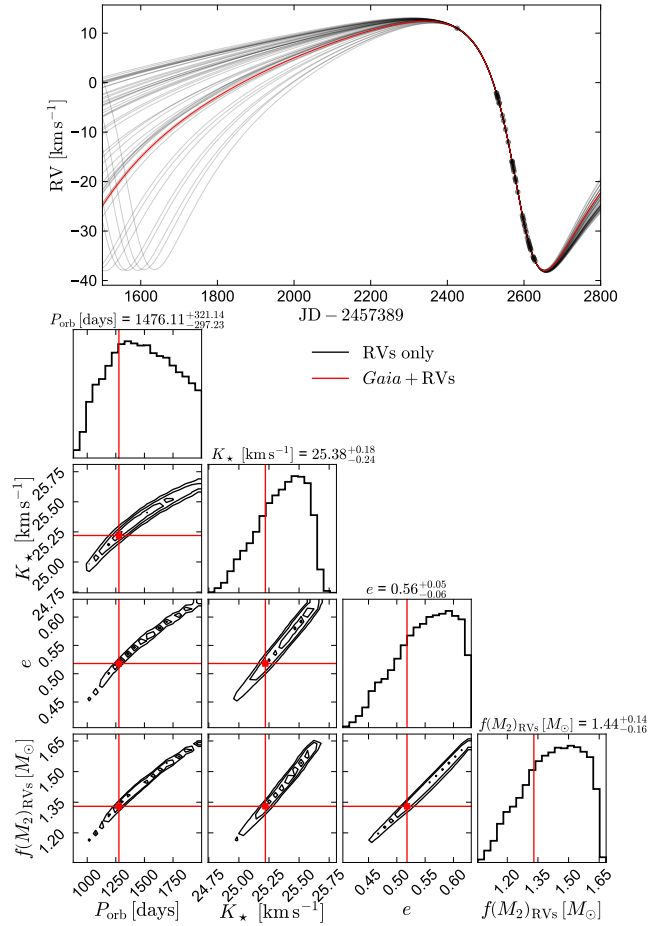 0
−10
−20
−30
−40
RV [km s⁻¹]
1600 1800 2000 2200 2400 2600 2800
JD − 2457389
P_orb [days] = 1476.11 +321.14 −297.23
RVs only
Gaia + RVs
K⋆ [km s⁻¹] = 25.38 +0.18 −0.24
25.75
25.50
25.25
25.00
24.75
K⋆ [km s⁻¹]
e = 0.56 +0.05 −0.06
0.60
0.55
0.50
0.45
e
f(M₂)_RVs [M⊙] = 1.44 +0.14 −0.16
1.65
1.50
1.35
1.20
f(M₂)_RVs [M⊙]
1000 1250 1500 1750 24.75 25.00 25.25 25.50 25.75 0.45 0.50 0.55 0.60 1.20 1.35 1.50 1.65
P_orb [days] K⋆ [km s⁻¹] e f(M₂)_RVs [M⊙]